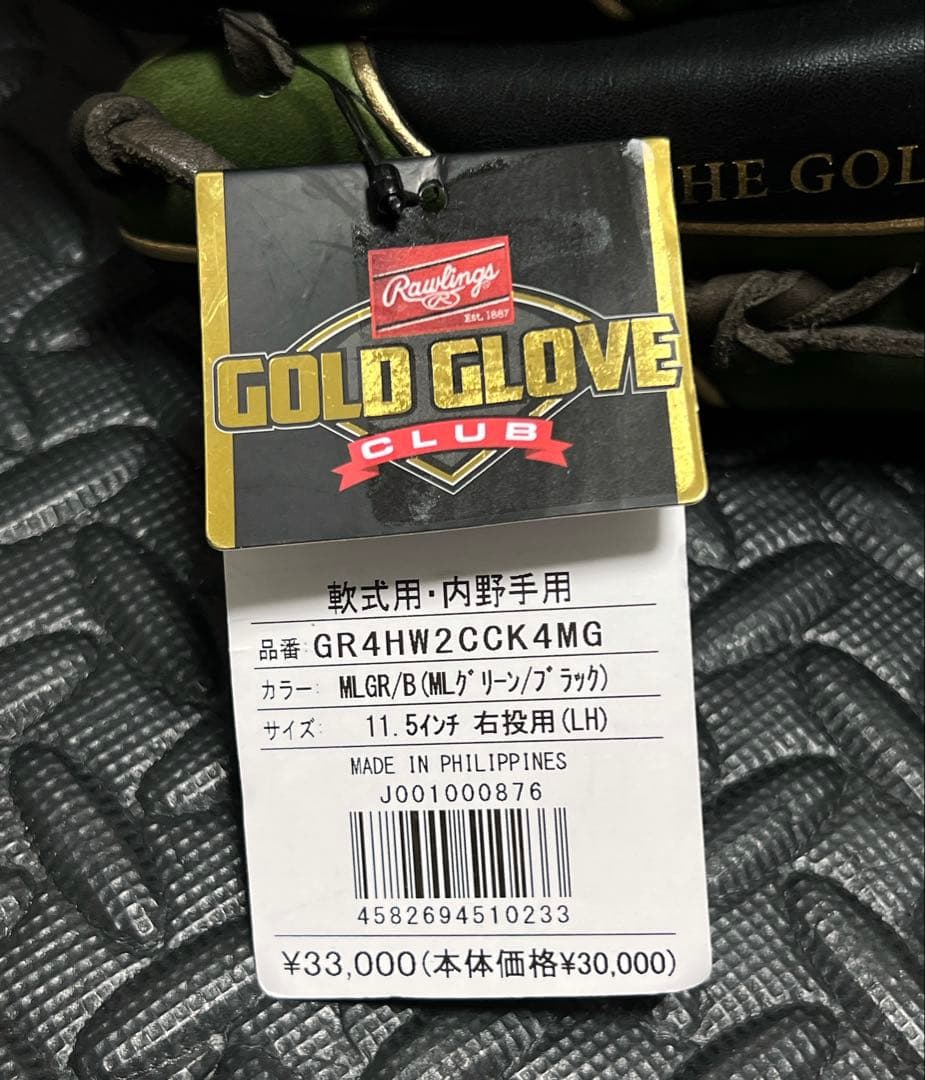 THE GOL
Rawlings
R
Est. 1887
GOLD GLOVE
CLUB
軟式用・内野手用
品番: GR4HW2CCK4MG
カラー: MLGR/B(MLグリーン/ブラック)
サイズ: 11.5インチ 右投用(LH)
MADE IN PHILIPPINES
J001000876
4582694510233
¥33,000(本体価格¥30,000)